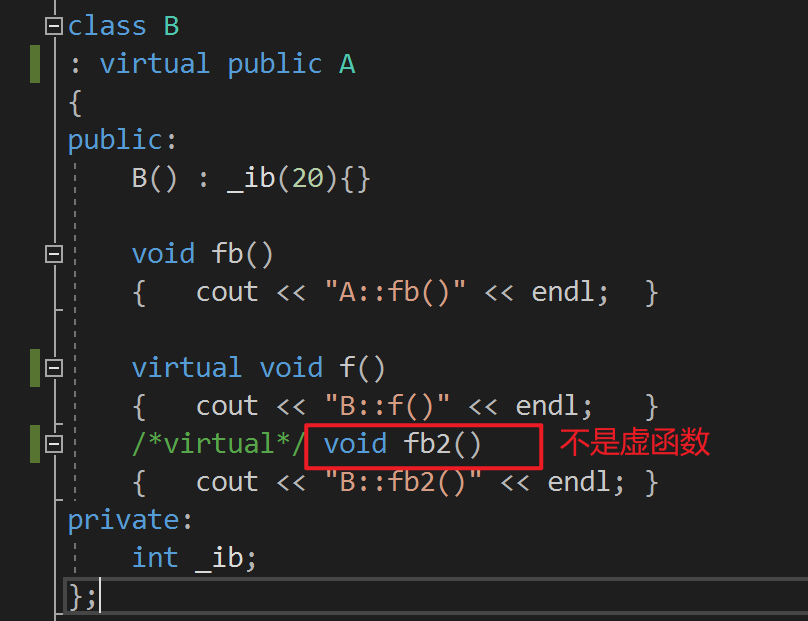 class B
: virtual public A
{
public:
B() : _ib(20){}
void fb()
{ cout << "A::fb()" << endl; }
virtual void f()
{ cout << "B::f()" << endl; }
/*virtual*/ void fb2() 不是虚函数
{ cout << "B::fb2()" << endl; }
private:
int _ib;
};